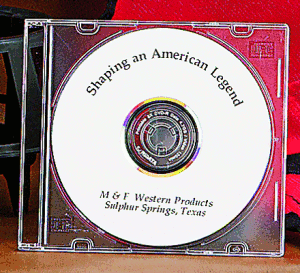 Shaping an American Legend
M & F Western Products
Sulphur Springs, Texas